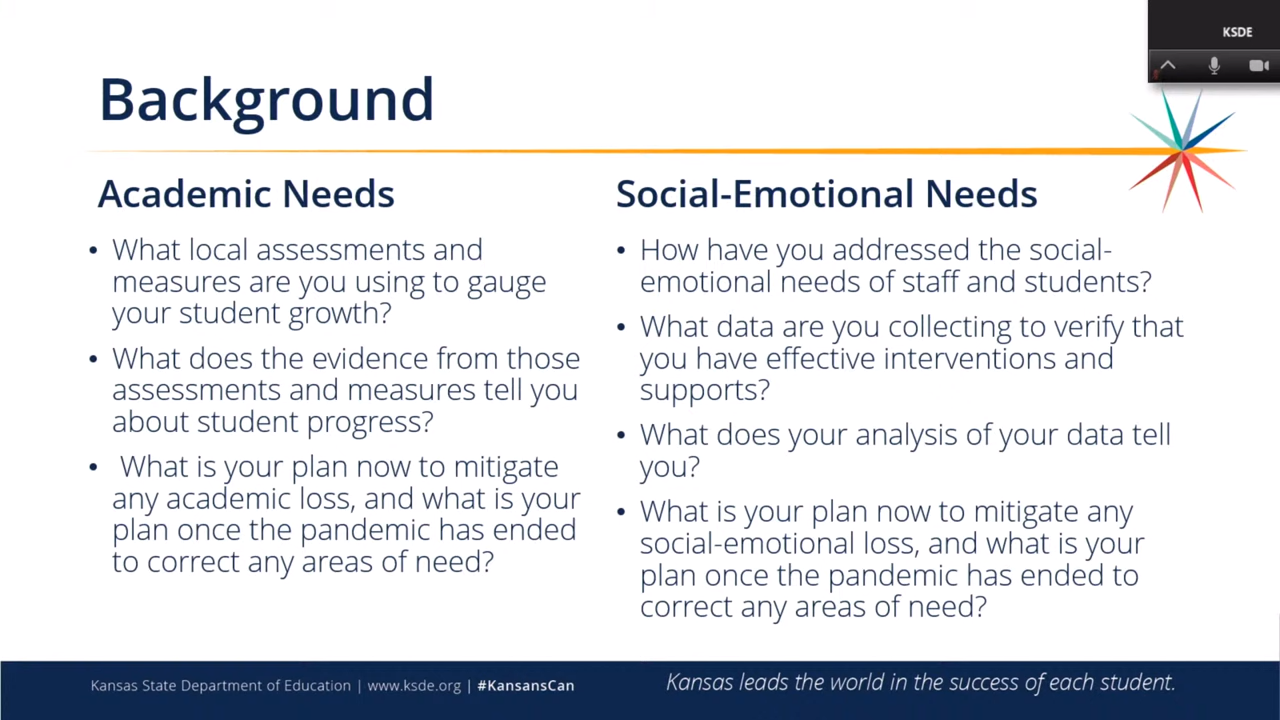 KSDE
Background
Academic Needs
• What local assessments and
measures are you using to gauge
your student growth?
• What does the evidence from those
assessments and measures tell you
about student progress?
• What is your plan now to mitigate
any academic loss, and what is your
plan once the pandemic has ended
to correct any areas of need?
Social-Emotional Needs
• How have you addressed the social-
emotional needs of staff and students?
• What data are you collecting to verify that
you have effective interventions and
supports?
• What does your analysis of your data tell
you?
• What is your plan now to mitigate any
social-emotional loss, and what is your
plan once the pandemic has ended to
correct any areas of need?
Kansas State Department of Education | www.ksde.org | #KansansCan
Kansas leads the world in the success of each student.